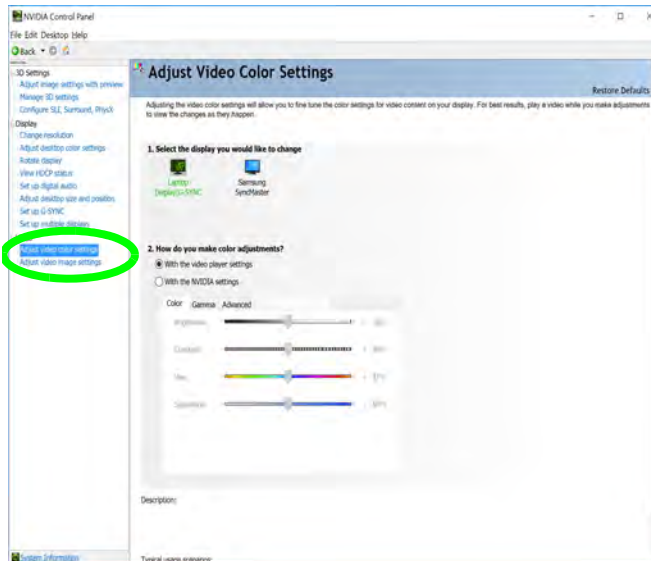 NVIDIA Control Panel
File Edit Desktop Help
Back
3D Settings
Adjust image settings with preview
Manage 3D settings
Configure SLI, Surround, PhysX
Display
Change resolution
Adjust desktop color settings
Rotate display
View HDCP status
Set up digital audio
Adjust desktop size and position
Set up G-SYNC
Set up multiple displays
Adjust video color settings
Adjust video image settings
System Information
Adjust Video Color Settings
Restore Defaults
Adjusting the video color settings will allow you to fine tune the color settings for video content on your display. For best results, play a video while you make adjustments
to view the changes as they happen.
1. Select the display you would like to change
Laptop
Display/G-SYNC
Samsung
SyncMaster
2. How do you make color adjustments?
With the video player settings
With the NVIDIA settings
Color Gamma Advanced
Brightness
Contrast
Hue
Saturation
Description:
Typical usage scenarios: